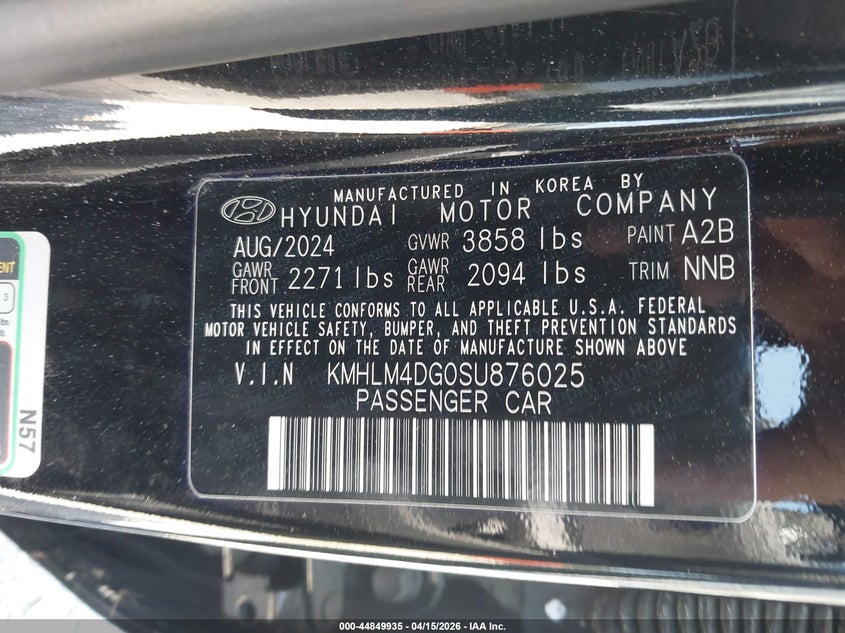 MANUFACTURED IN KOREA BY
HYUNDAI MOTOR COMPANY
AUG/2024 GVWR 3858 lbs PAINT A2B
GAWR FRONT 2271 lbs GAWR REAR 2094 lbs TRIM NNB
THIS VEHICLE CONFORMS TO ALL APPLICABLE U.S.A. FEDERAL
MOTOR VEHICLE SAFETY, BUMPER, AND THEFT PREVENTION STANDARDS
IN EFFECT ON THE DATE OF MANUFACTURE SHOWN ABOVE
V.I.N KMHLM4DG0SU876025
PASSENGER CAR
3
N57
000-44849935 - 04/15/2026 - IAA Inc.